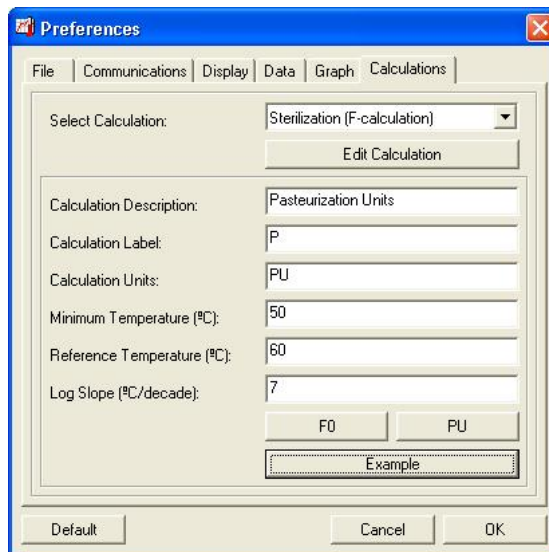 Preferences
File Communications Display Data Graph Calculations
Select Calculation: Sterilization (F-calculation)
Edit Calculation
Calculation Description: Pasteurization Units
Calculation Label: P
Calculation Units: PU
Minimum Temperature (ºC): 50
Reference Temperature (ºC): 60
Log Slope (ºC/decade): 7
F0 PU
Example
Default Cancel OK